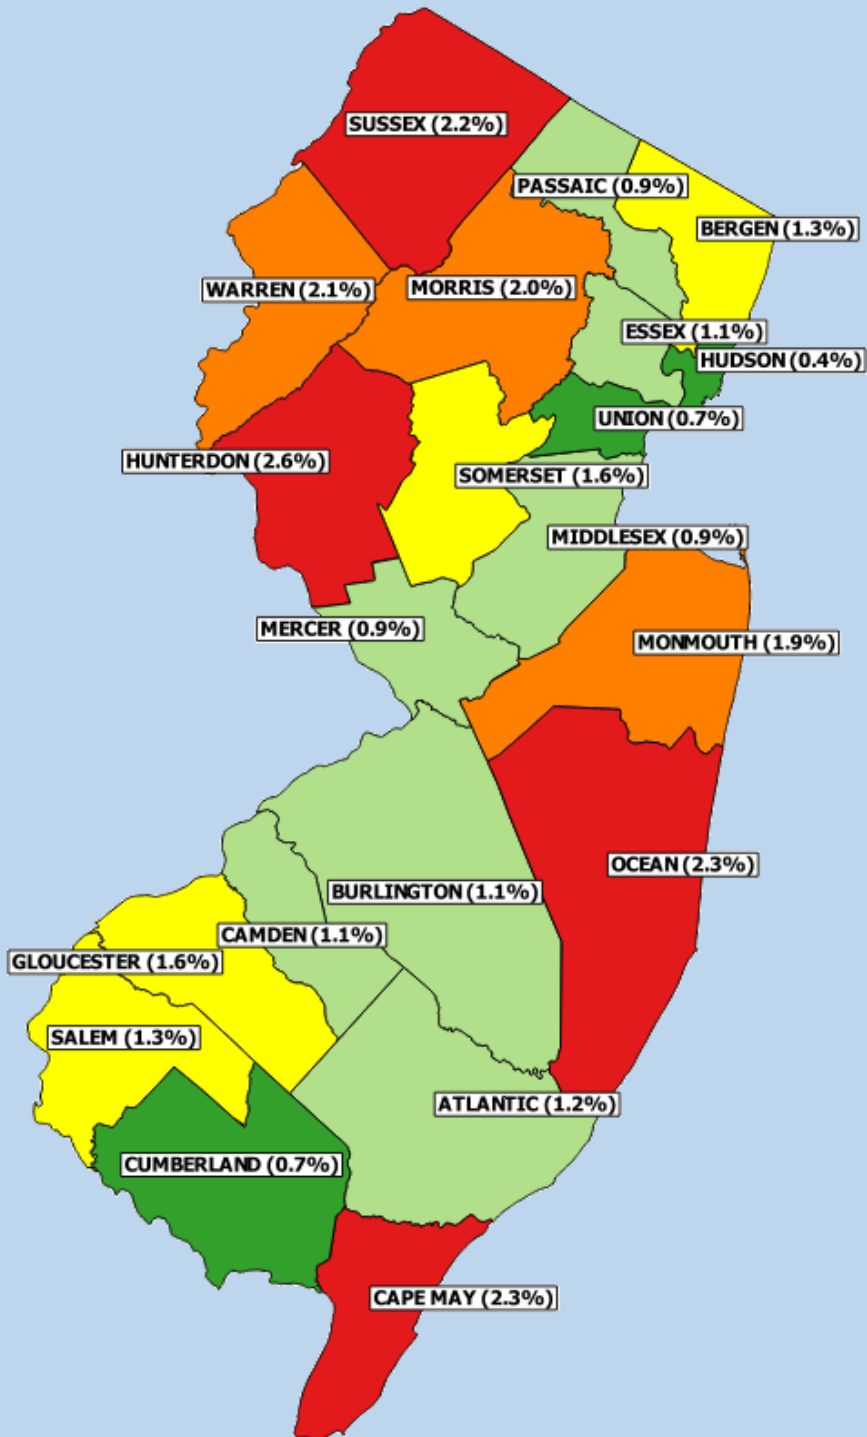 SUSSEX (2.2%)
PASSAIC (0.9%)
BERGEN (1.3%)
WARREN (2.1%)
MORRIS (2.0%)
ESSEX (1.1%)
HUDSON (0.4%)
UNION (0.7%)
HUNTERDON (2.6%)
SOMERSET (1.6%)
MIDDLESEX (0.9%)
MERCER (0.9%)
MONMOUTH (1.9%)
OCEAN (2.3%)
BURLINGTON (1.1%)
CAMDEN (1.1%)
GLOUCESTER (1.6%)
SALEM (1.3%)
ATLANTIC (1.2%)
CUMBERLAND (0.7%)
CAPE MAY (2.3%)